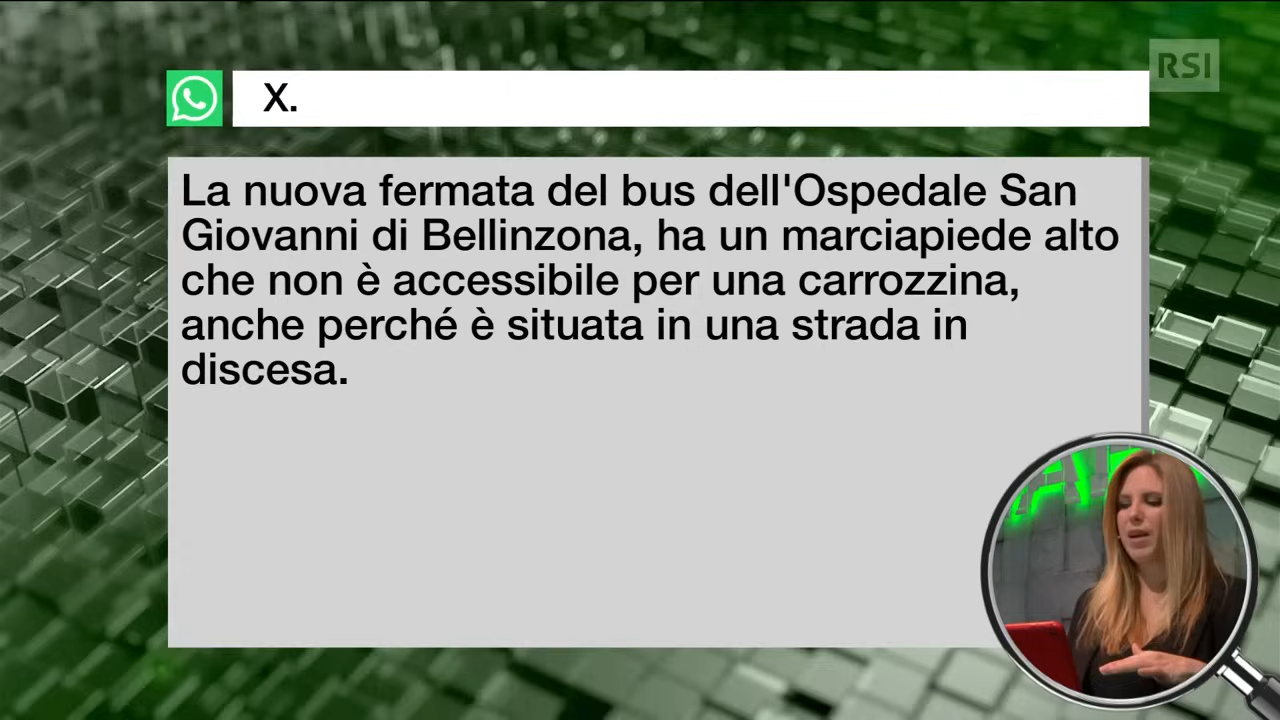 RSI
X.
La nuova fermata del bus dell'Ospedale San
Giovanni di Bellinzona, ha un marciapiede alto
che non è accessibile per una carrozzina,
anche perché è situata in una strada in
discesa.